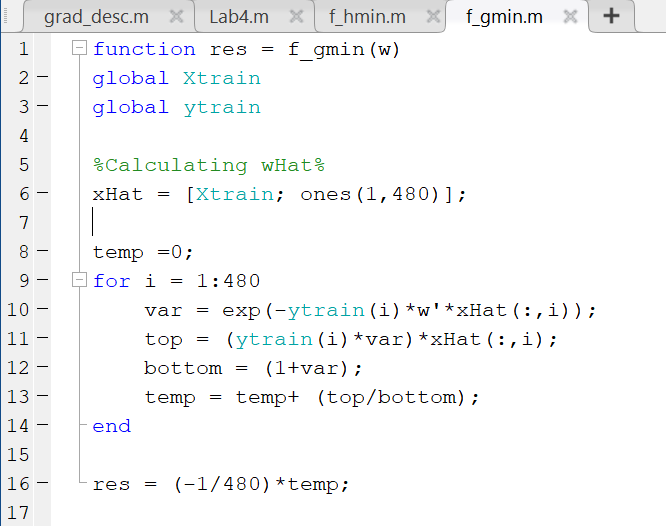 grad_desc.m Lab4.m f_hmin.m f_gmin.m +
1 function res = f_gmin(w)
2 global Xtrain
3 global ytrain
4
5 %Calculating wHat%
6 xHat = [Xtrain; ones(1,480)];
7
8 temp =0;
9 for i = 1:480
10 var = exp(-ytrain(i)*w'*xHat(:,i));
11 top = (ytrain(i)*var)*xHat(:,i);
12 bottom = (1+var);
13 temp = temp+ (top/bottom);
14 end
15
16 res = (-1/480)*temp;
17